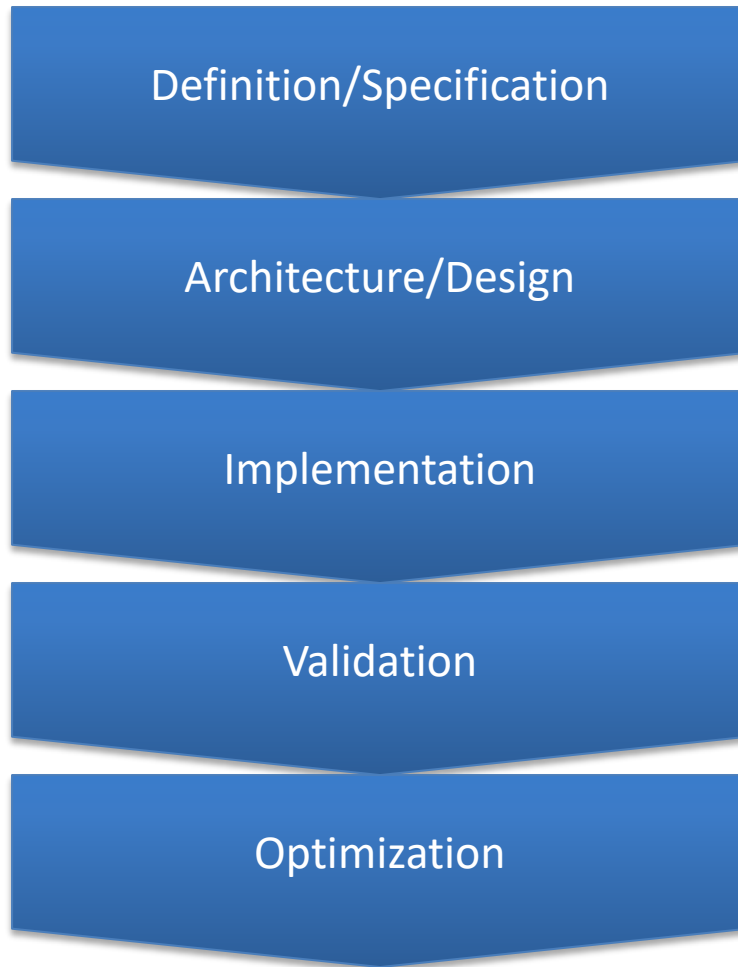 Definition/Specification
Architecture/Design
Implementation
Validation
Optimization